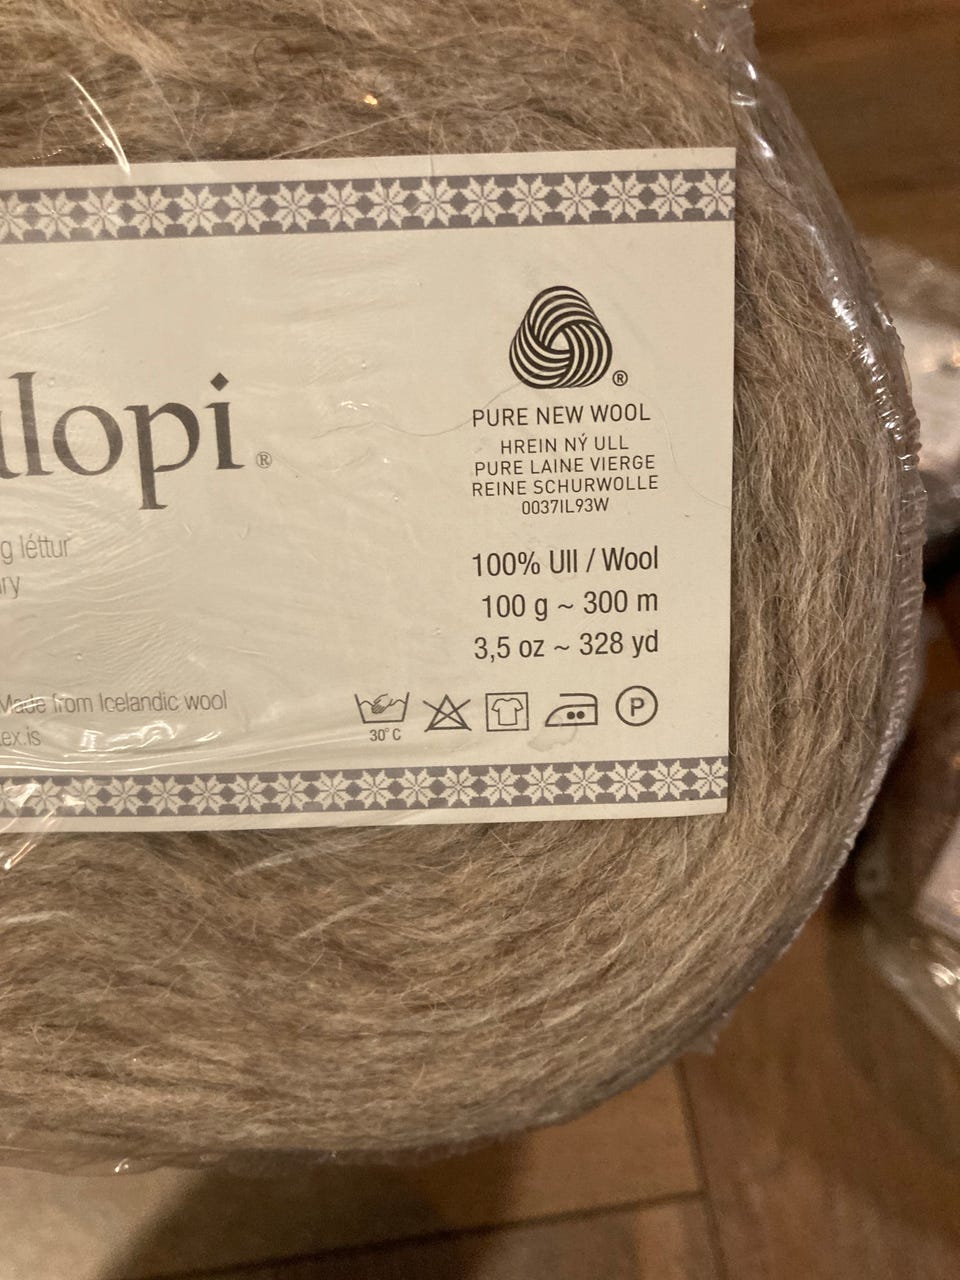 alopi®
®
PURE NEW WOOL
HREIN NÝ ULL
PURE LAINE VIERGE
REINE SCHURWOLLE
0037IL93W
g léttur
ry
100% Ull / Wool
100 g ~ 300 m
3,5 oz ~ 328 yd
Made from Icelandic wool
ex.is
30° C
P